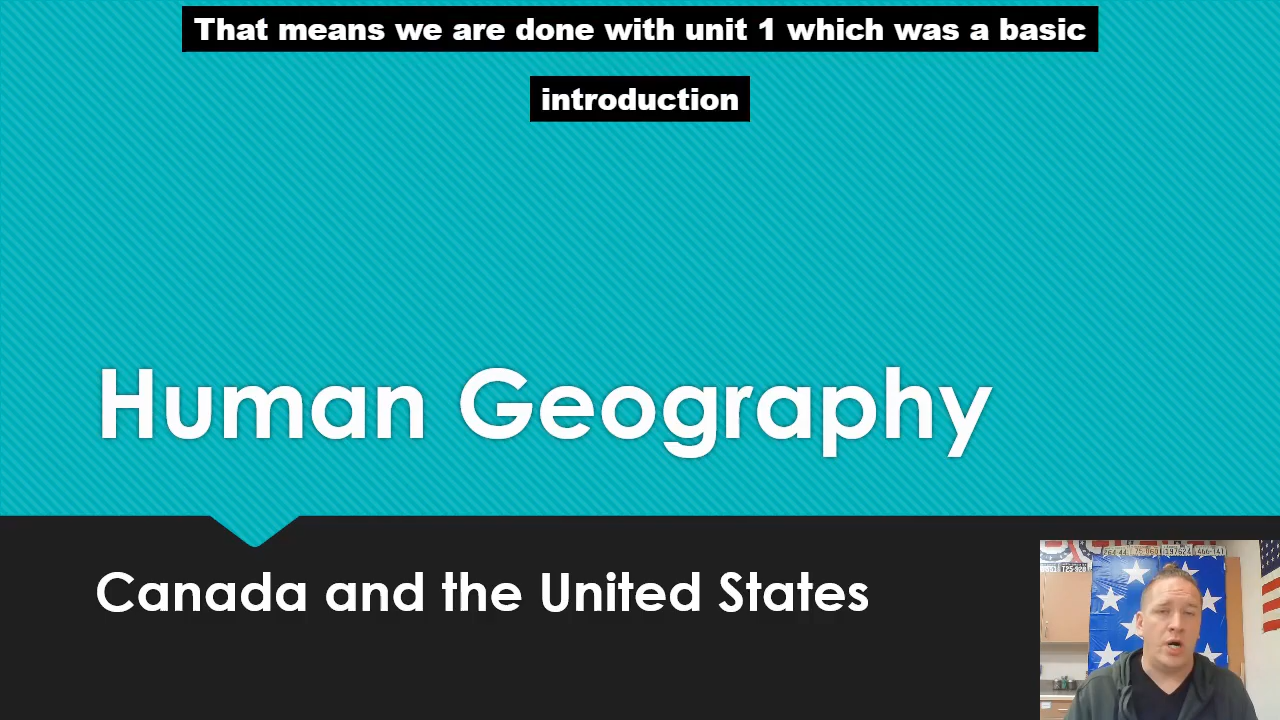 That means we are done with unit 1 which was a basic
introduction
Human Geography
Canada and the United States